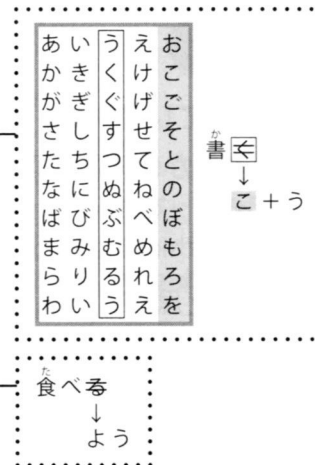 あいうえお
かきくけこ
がぎぐげご
さしすせそ
たちつてと
なにぬねの
ばびぶべぼ
まみむめも
らりるれろ
わいうえを
か
書く
↓
こ+う
た
食べる
↓
よう